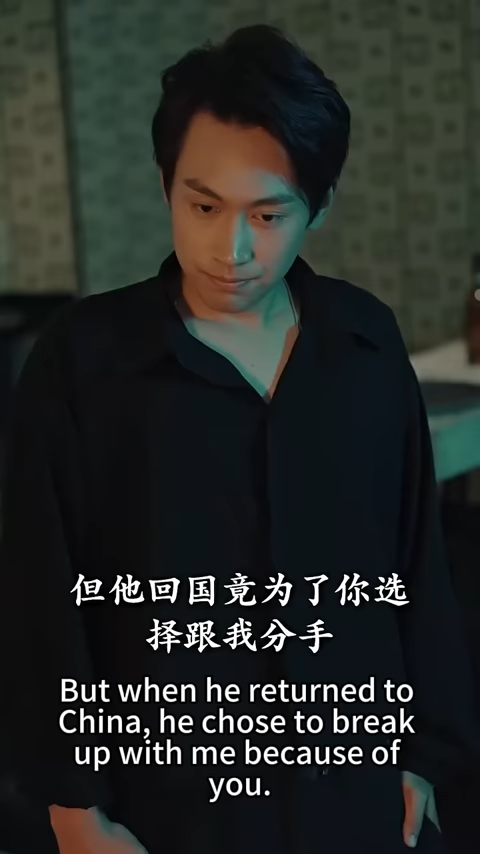 但他回国竟为了你选
择跟我分手
But when he returned to
China, he chose to break
up with me because of
you.